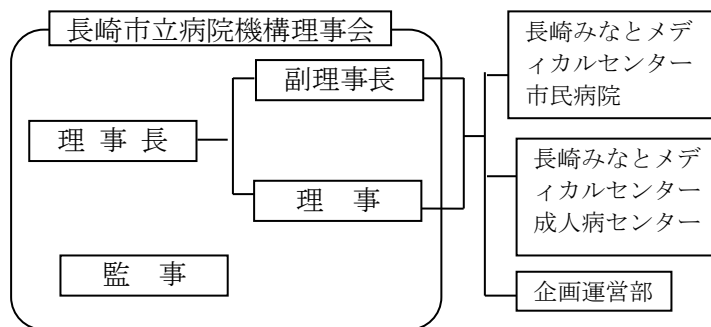 長崎市立病院機構理事会
副理事長
理 事 長
理　事
監　事
長崎みなとメデ
ィカルセンター
市民病院
長崎みなとメデ
ィカルセンター
成人病センター
企画運営部